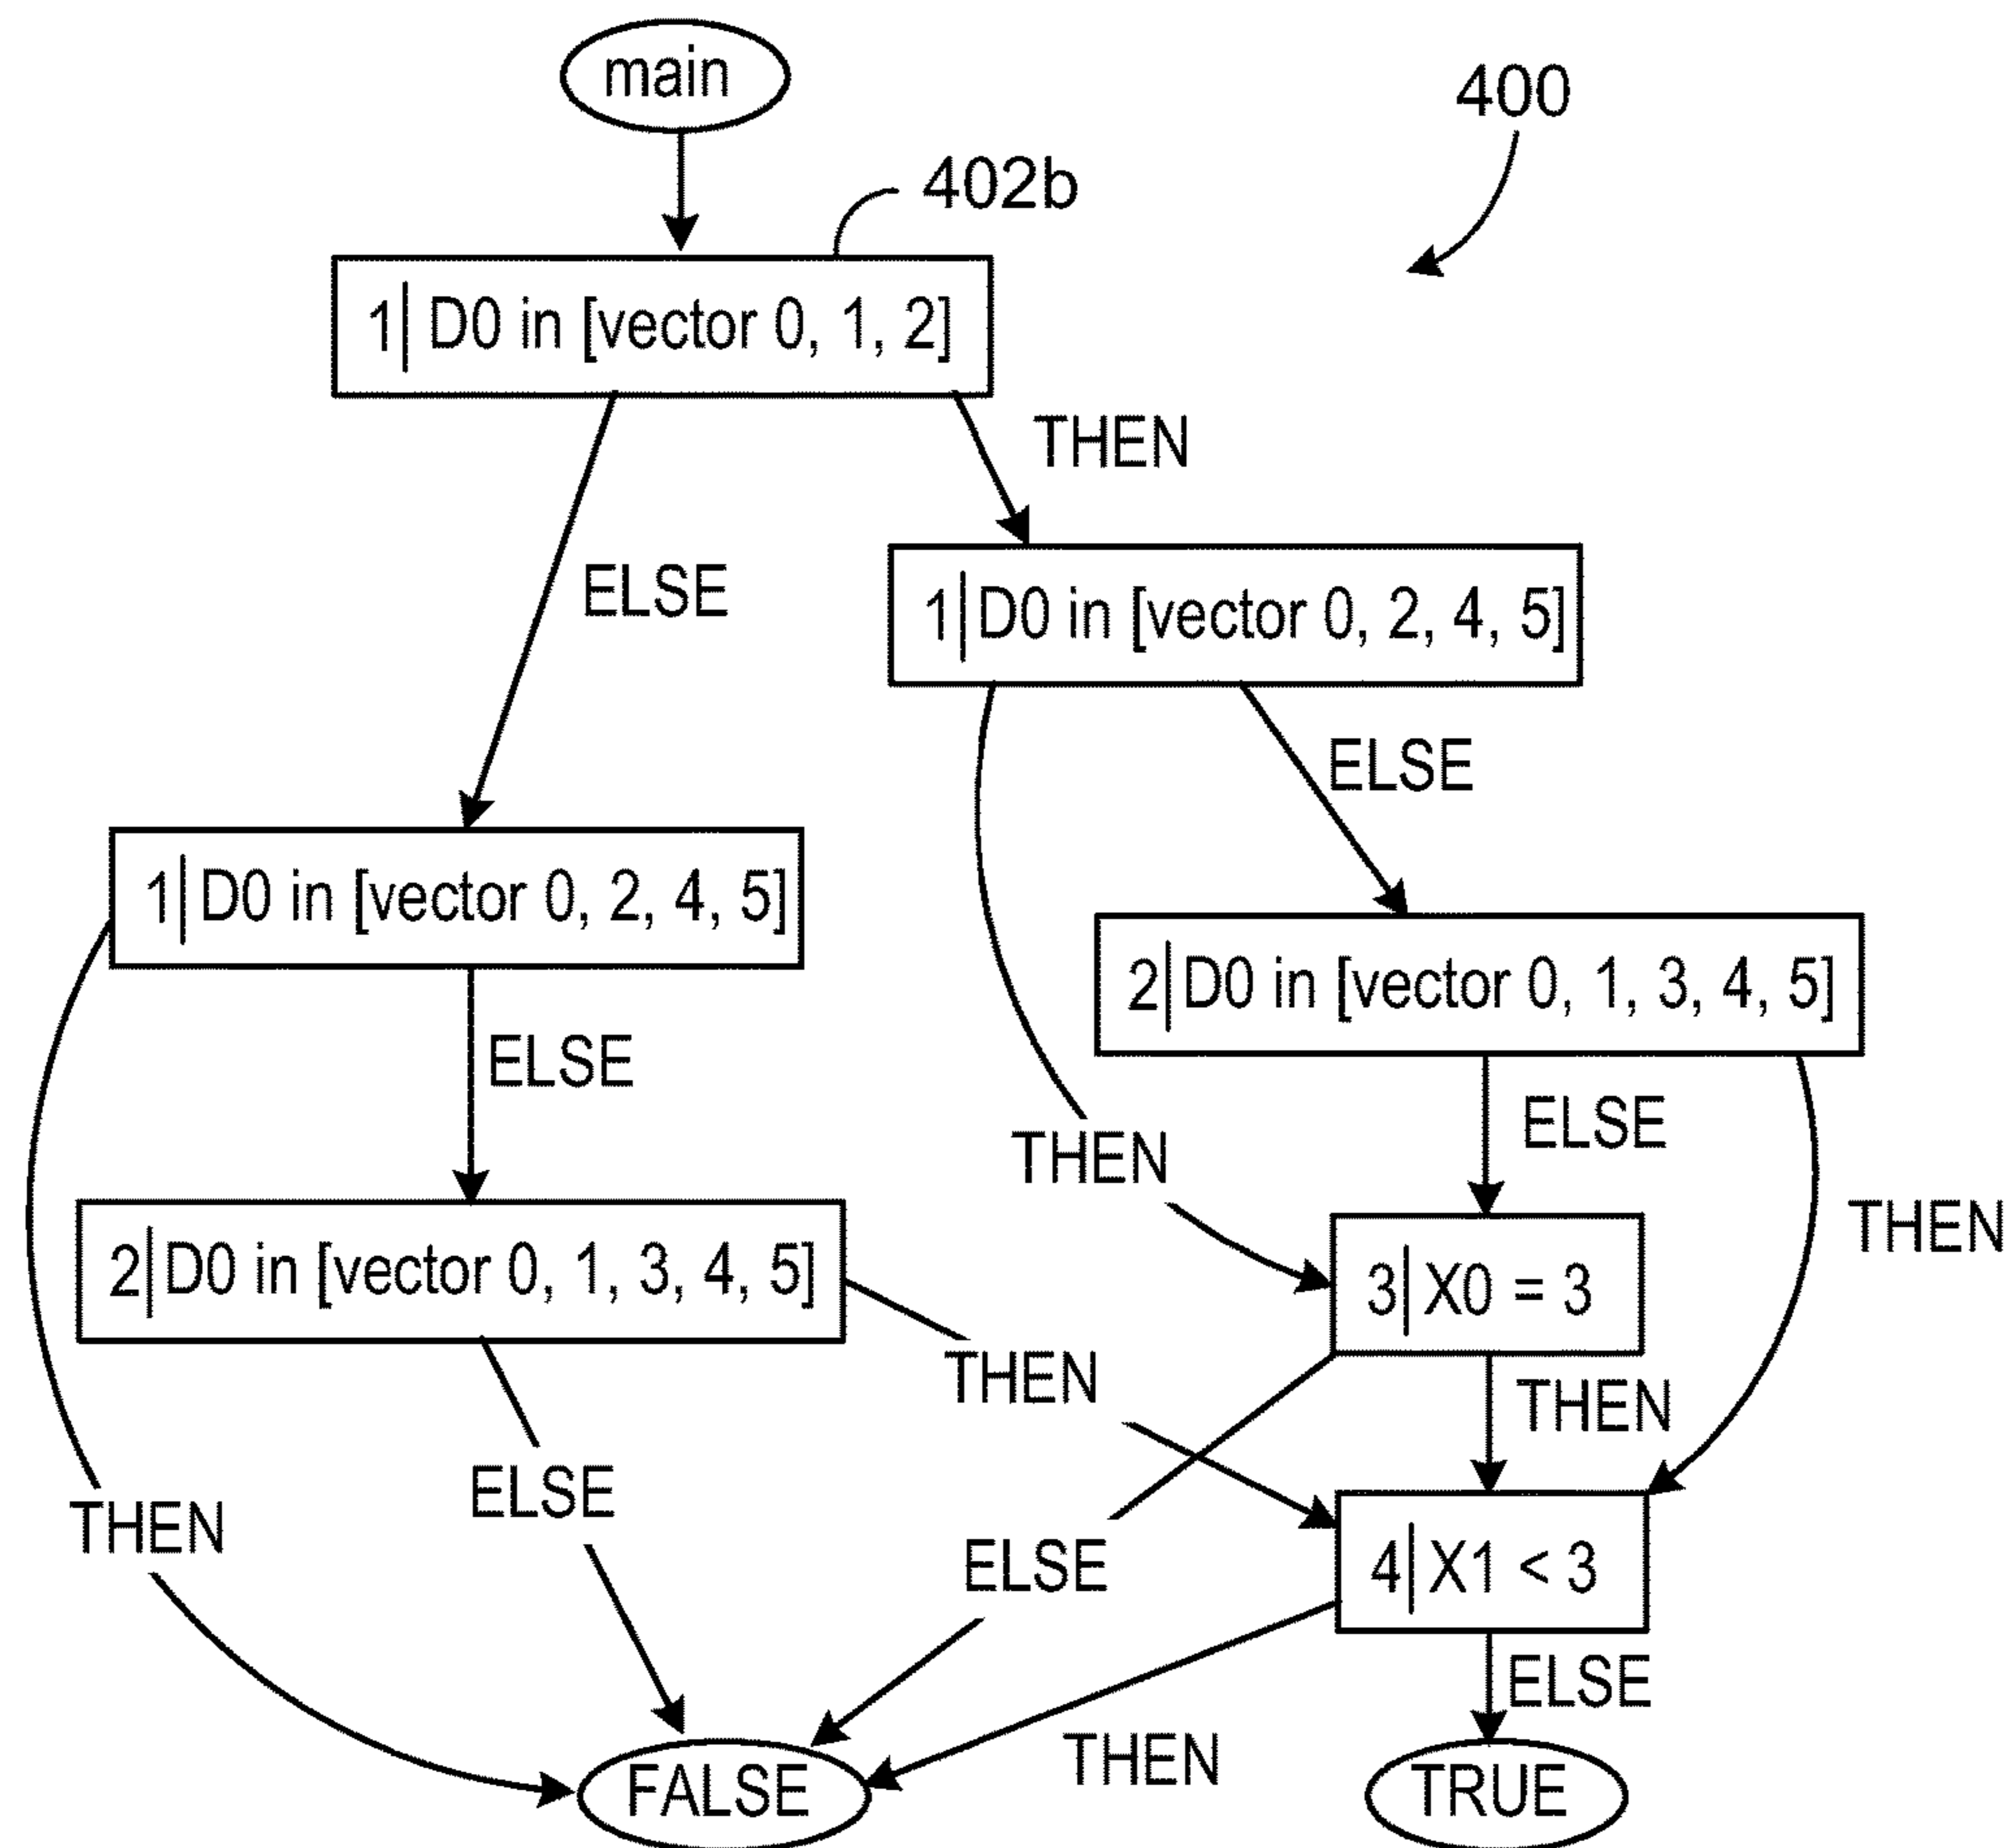 main
400
402b
1| D0 in [vector 0, 1, 2]
THEN
ELSE
1|D0 in [vector 0, 2, 4, 5]
ELSE
1|D0 in [vector 0, 2, 4, 5]
2|D0 in [vector 0, 1, 3, 4, 5]
ELSE
ELSE
THEN
THEN
2|D0 in [vector 0, 1, 3, 4, 5]
3|X0 = 3
THEN
THEN
ELSE
THEN
ELSE
4|X1 < 3
ELSE
THEN
FALSE
TRUE